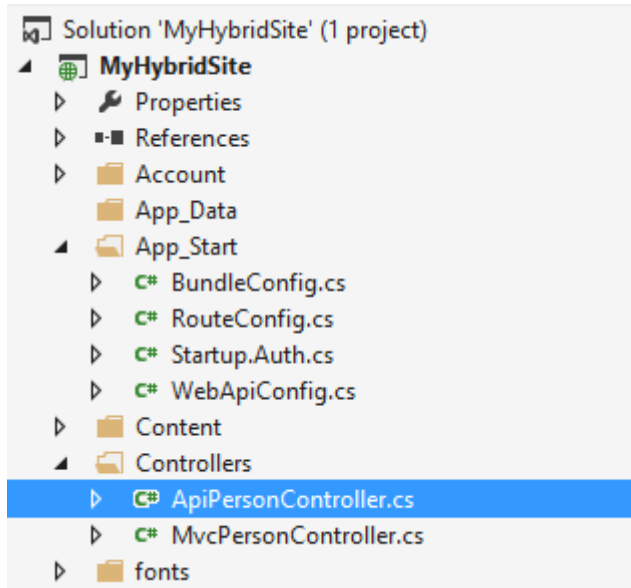 Solution 'MyHybridSite' (1 project)
MyHybridSite
Properties
References
Account
App_Data
App_Start
C# BundleConfig.cs
C# RouteConfig.cs
C# Startup.Auth.cs
C# WebApiConfig.cs
Content
Controllers
C# ApiPersonController.cs
C# MvcPersonController.cs
fonts